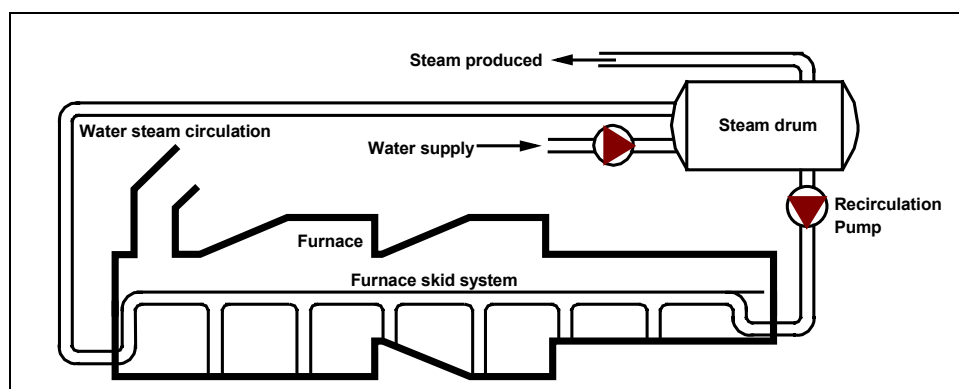 Steam produced
Water steam circulation
Steam drum
Water supply
Recirculation
Pump
Furnace
Furnace skid system